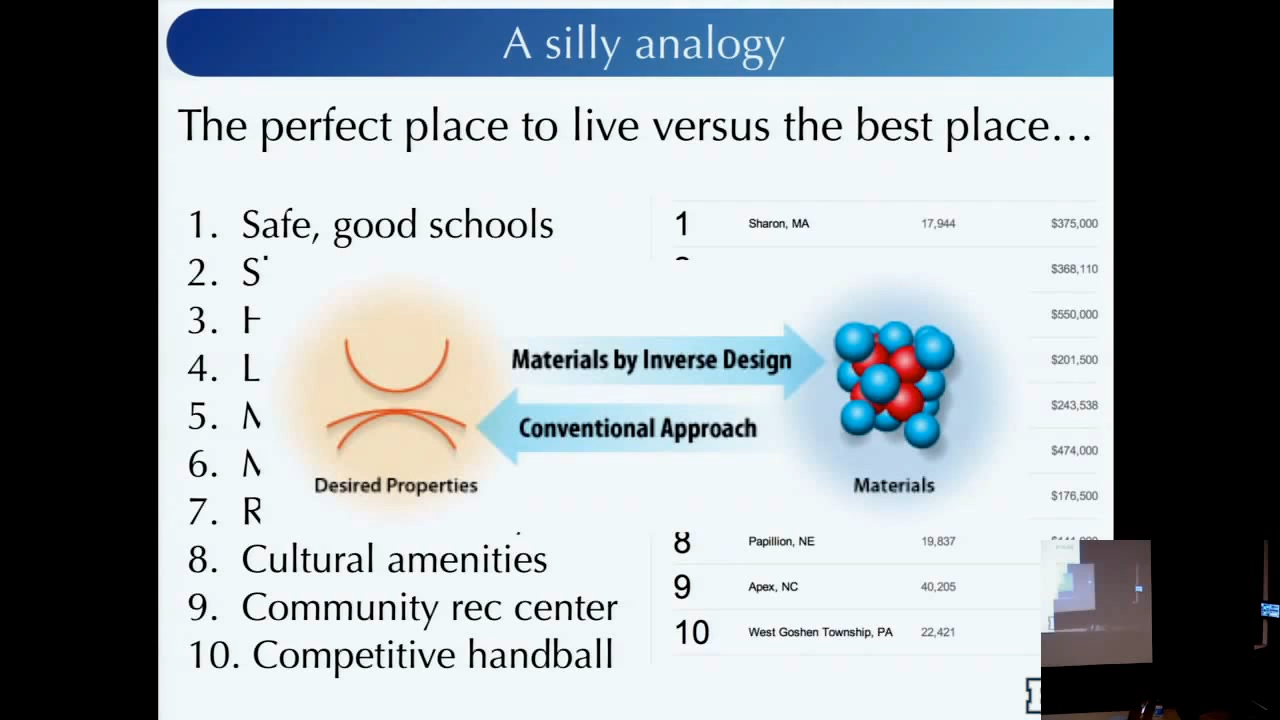 A silly analogy
The perfect place to live versus the best place…
1. Safe, good schools
2.
3. H
4. L
5.
6.
7. R
8. Cultural amenities
9. Community rec center
10. Competitive handball
1 Sharon, MA 17,944 $375,000
$368,110
$550,000
$201,500
$243,538
$474,000
$176,500
8 Papillion, NE 19,837
9 Apex, NC 40,205
10 West Goshen Township, PA 22,421
Materials by Inverse Design
Conventional Approach
Desired Properties
Materials